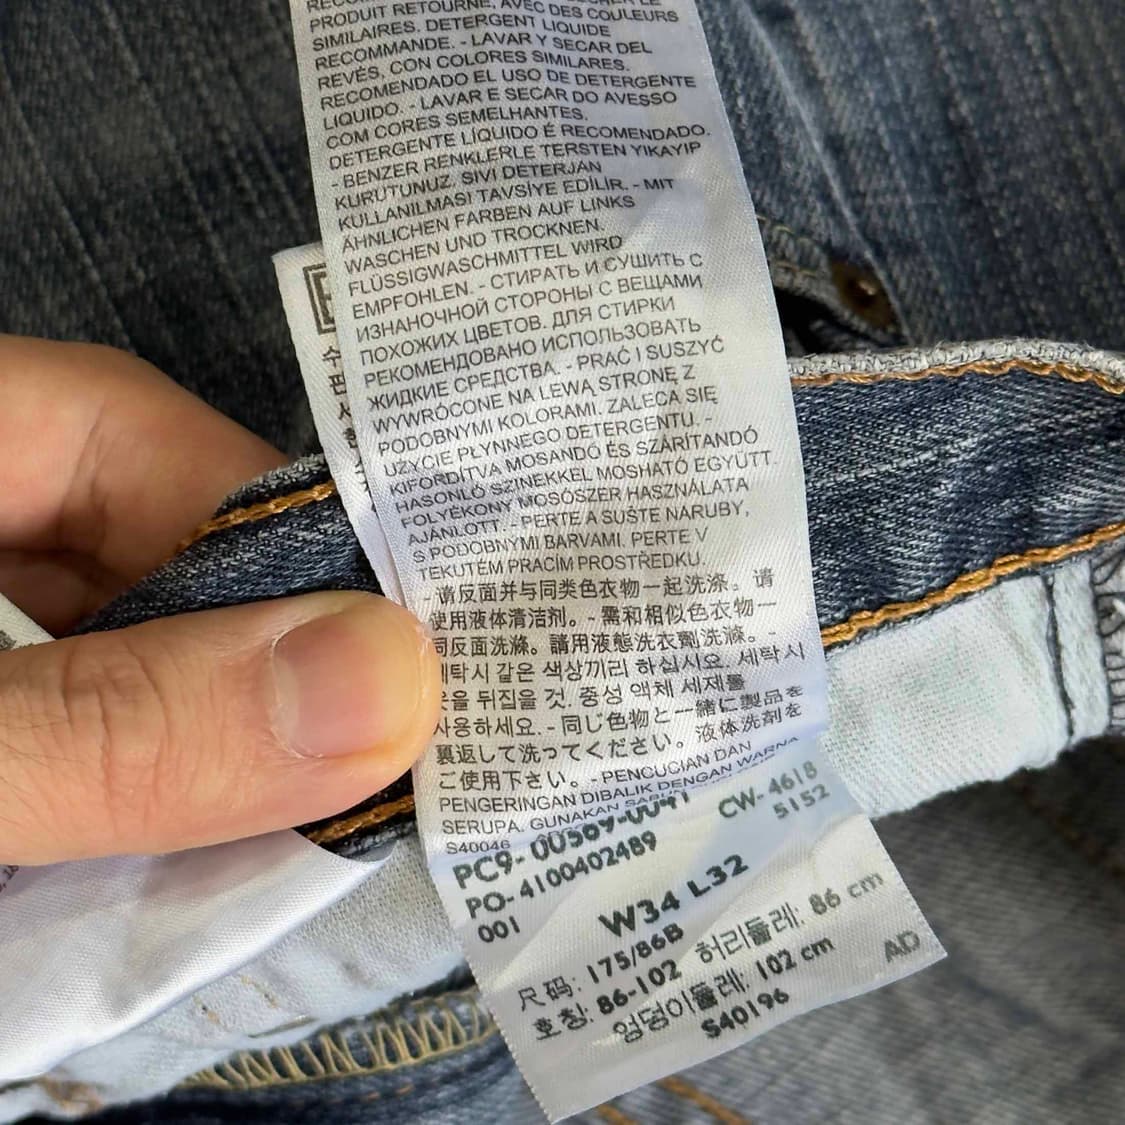 PRODUIT RETOURNE, AVEC DES COULEURS
SIMILAIRES. DETERGENT LIQUIDE
RECOMMANDE. - LAVAR Y SECAR DEL
REVÉS, CON COLORES SIMILARES.
RECOMENDADO EL USO DE DETERGENTE
LIQUIDO. - LAVAR E SECAR DO AVESSO
COM CORES SEMELHANTES.
DETERGENTE LÍQUIDO É RECOMENDADO.
- BENZER RENKLERLE TERSTEN YIKAYIP
KURUTUNUZ. SIVI DETERJAN
KULLANILMASI TAVSİYE EDİLİR. - MIT
ÄHNLICHEN FARBEN AUF LINKS
WASCHEN UND TROCKNEN.
FLÜSSIGWASCHMITTEL WIRD
EMPFOHLEN. - СТИРАТЬ И СУШИТЬ С
ИЗНАНОЧНОЙ СТОРОНЫ С ВЕЩАМИ
ПОХОЖИХ ЦВЕТОВ. ДЛЯ СТИРКИ
РЕКОМЕНДОВАНО ИСПОЛЬЗОВАТЬ
ЖИДКИЕ СРЕДСТВА. - PRAĆ I SUSZYĆ
WYWRÓCONE NA LEWĄ STRONĘ Z
PODOBNYMI KOLORAMI. ZALECA SIĘ
UŻYCIE PŁYNNEGO DETERGENTU. -
KIFORDÍTVA MOSANDÓ ÉS SZÁRÍTANDÓ
HASONLÓ SZINEKKEL MOSHATÓ EGYÜTT.
FOLYÉKONY MOSÓSZER HASZNÁLATA
AJÁNLOTT. - PERTE A SUŠTE NARUBY,
S PODOBNÝMI BARVAMI. PERTE V
TEKUTÉM PRACÍM PROSTŘEDKU.
- 请反面并与同类色衣物一起洗涤。请
使用液体清洁剂。- 需和相似色衣物一
同反面洗滌。請用液態洗衣劑洗滌。-
세탁시 같은 색상끼리 하십시요. 세탁시
옷을 뒤집을 것. 중성 액체 세제를
사용하세요. - 同じ色物と一緒に製品を
裏返して洗ってください。液体洗剤を
ご使用下さい。- PENCUCIAN DAN
PENGERINGAN DIBALIK DENGAN WARNA
SERUPA. GUNAKAN
S40046
PC9- 00569-0041 CW- 4618
PO- 4100402489 5152
001
W34 L32
尺码: 175/86B 허리둘레: 86 cm
호칭: 86-102 엉덩이둘레: 102 cm
S40196 AD